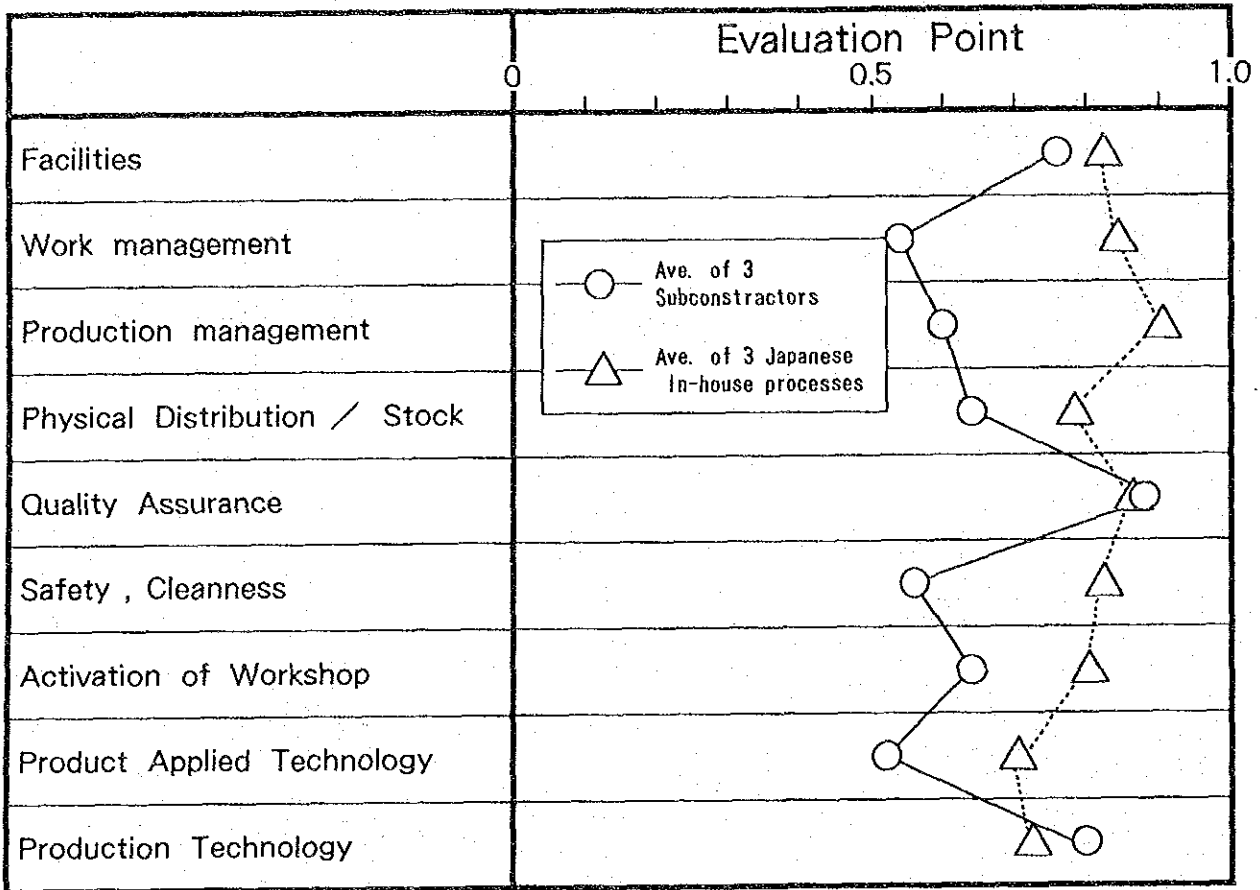 Evaluation Point
0 0.5 1.0
Facilities
Work management
Production management
Physical Distribution / Stock
Quality Assurance
Safety , Cleanness
Activation of Workshop
Product Applied Technology
Production Technology
Ave. of 3
Subconstractors
Ave. of 3 Japanese
In-house processes